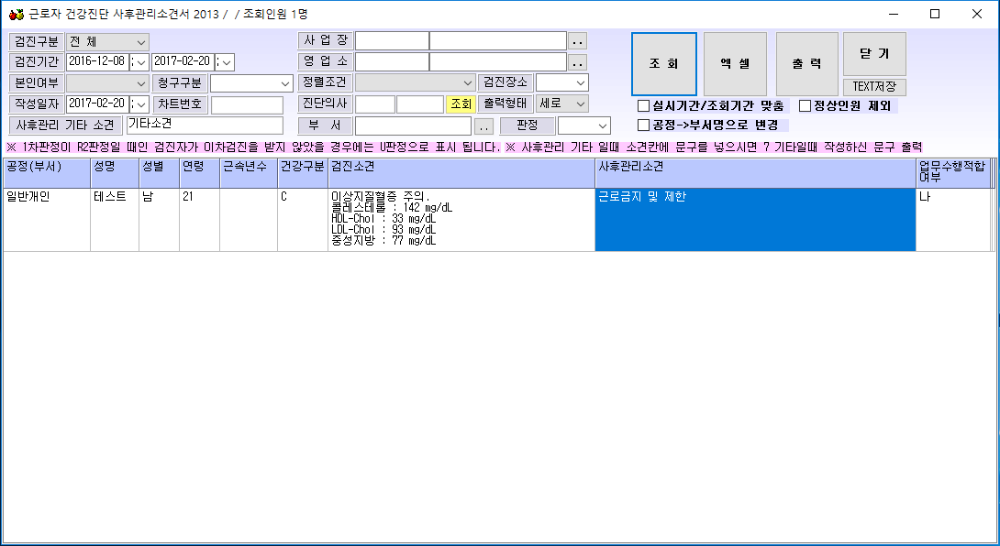 근로자 건강진단 사후관리소견서 2013 / / 조회인원 1명
검진구분 전 체 사 업 장 ..
검진기간 2016-12-08 2017-02-20 영 업 소 ..
본인여부 청구구분 정렬조건 검진장소
작성일자 2017-02-20 차트번호 진단의사 조회 출력형태 세로
사후관리 기타 소견 기타소견 부 서 .. 판정
조 회 엑 셀 출 력 닫 기
TEXT저장
실시기간/조회기간 맞춤 정상인원 제외
공정->부서명으로 변경
※ 1차판정이 R2판정일 때인 검진자가 이차검진을 받지 않았을 경우에는 U판정으로 표시 됩니다. ※ 사후관리 기타 일때 소견칸에 문구를 넣으시면 7 기타일때 작성하신 문구 출력
공정(부서) 성명 성별 연령 근속년수 건강구분 검진소견 사후관리소견 업무수행적합
여부
일반개인 테스트 남 21 C 이상지질혈증 주의. 근로금지 및 제한 나
콜레스테롤 : 142 mg/dL
HDL-Chol : 33 mg/dL
LDL-Chol : 93 mg/dL
중성지방 : 77 mg/dL